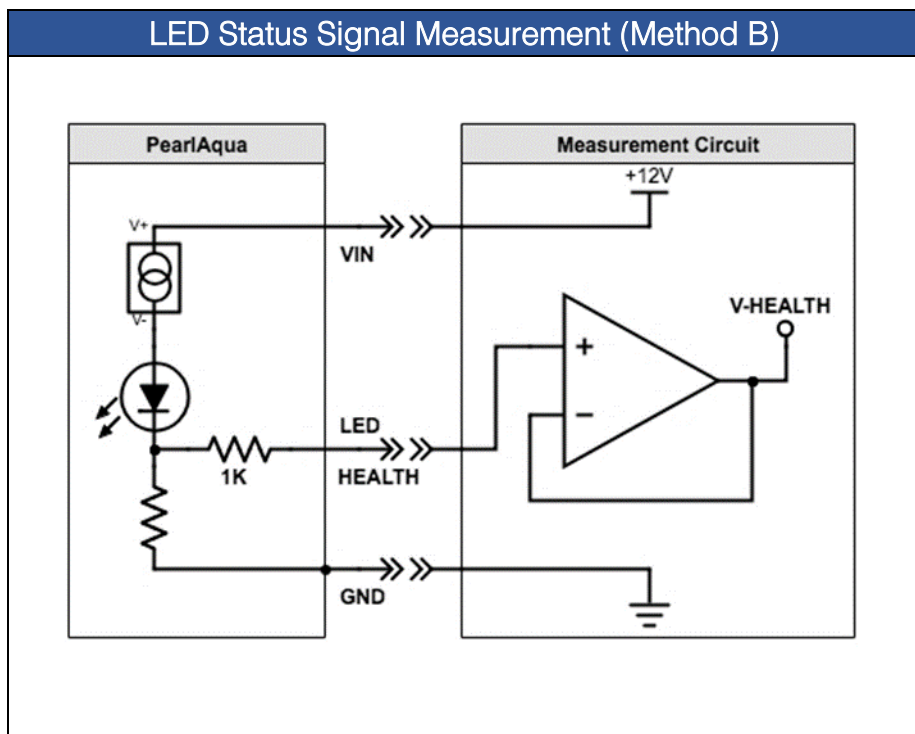 LED Status Signal Measurement (Method B)
PearlAqua
Measurement Circuit
+12V
V+
VIN
V-HEALTH
V-
+
LED
−
1K
HEALTH
GND